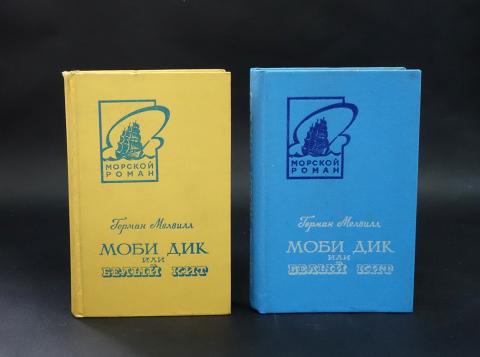 МОРСКОЙ
РОМАН
Герман Мелвилл
МОБИ ДИК
ИЛИ
БЕЛЫЙ КИТ
МОРСКОЙ
РОМАН
Герман Мелвилл
МОБИ ДИК
ИЛИ
БЕЛЫЙ КИТ